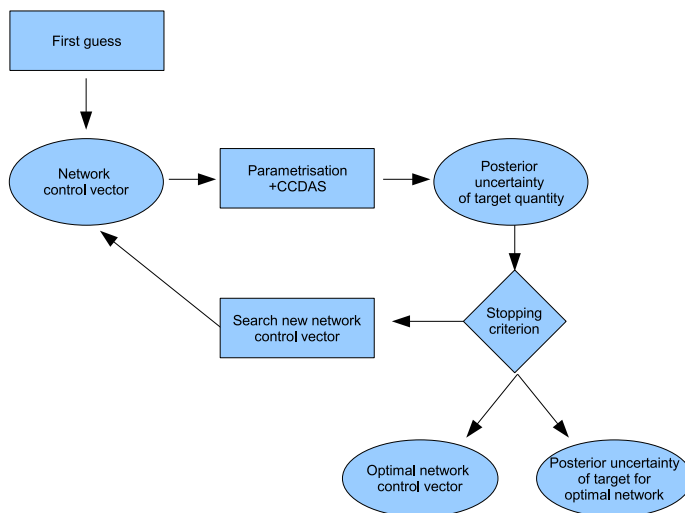 First guess
Network
control vector
Parametrisation
+CCDAS
Posterior
uncertainty
of target quantity
Stopping
criterion
Search new network
control vector
Optimal network
control vector
Posterior uncertainty
of target for
optimal network